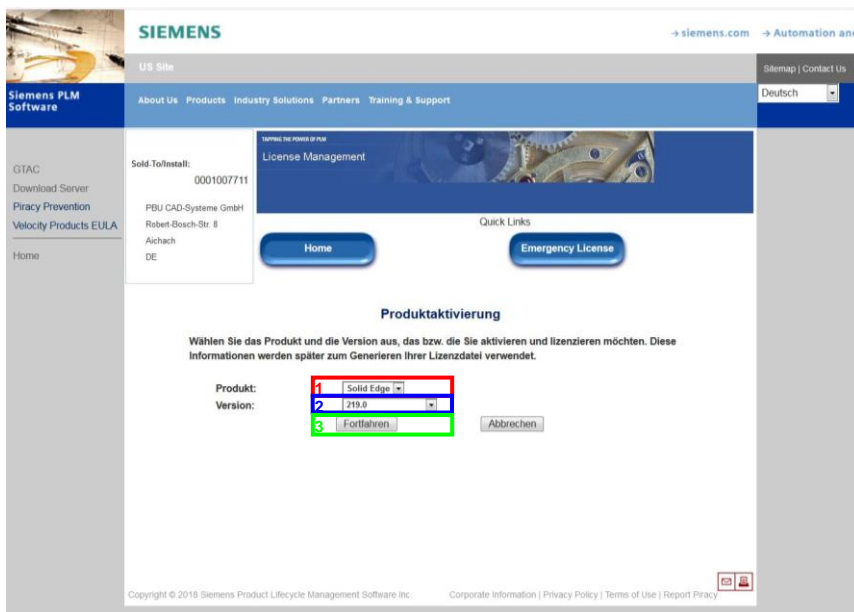 SIEMENS
→ siemens.com → Automation and
US Site
Sitemap | Contact Us
Siemens PLM
Software
About Us Products Industry Solutions Partners Training & Support
Deutsch
GTAC
Download Server
Piracy Prevention
Velocity Products EULA
Home
Sold-To/Install:
0001007711
PBU CAD-Systeme GmbH
Robert-Bosch-Str. 8
Aichach
DE
TAPPING THE POWER OF PLM
License Management
Quick Links
Home
Emergency License
Produktaktivierung
Wählen Sie das Produkt und die Version aus, das bzw. die Sie aktivieren und lizenzieren möchten. Diese
Informationen werden später zum Generieren Ihrer Lizenzdatei verwendet.
Produkt: 1 Solid Edge
Version: 2 219.0
3 Fortfahren Abbrechen
Copyright © 2018 Siemens Product Lifecycle Management Software Inc. Corporate Information | Privacy Policy | Terms of Use | Report Piracy